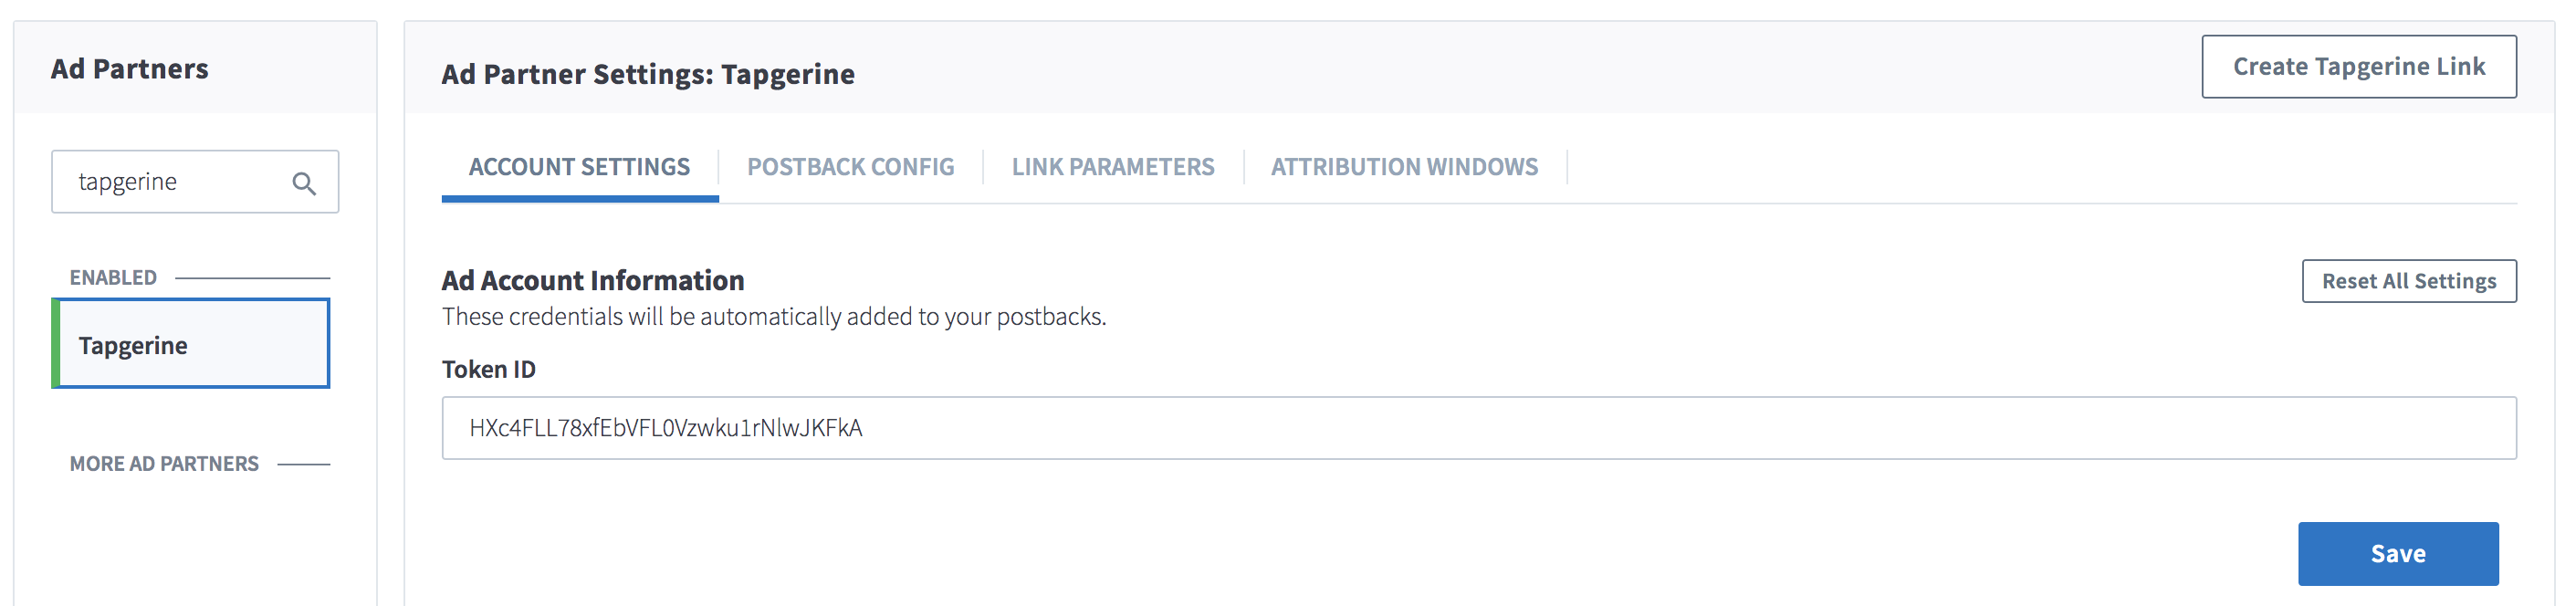 Ad Partners
tapgerine
ENABLED
Tapgerine
MORE AD PARTNERS
Ad Partner Settings: Tapgerine
Create Tapgerine Link
ACCOUNT SETTINGS
POSTBACK CONFIG
LINK PARAMETERS
ATTRIBUTION WINDOWS
Ad Account Information
Reset All Settings
These credentials will be automatically added to your postbacks.
Token ID
HXc4FLL78xfEbVFL0Vzwku1rNlwJKFkA
Save